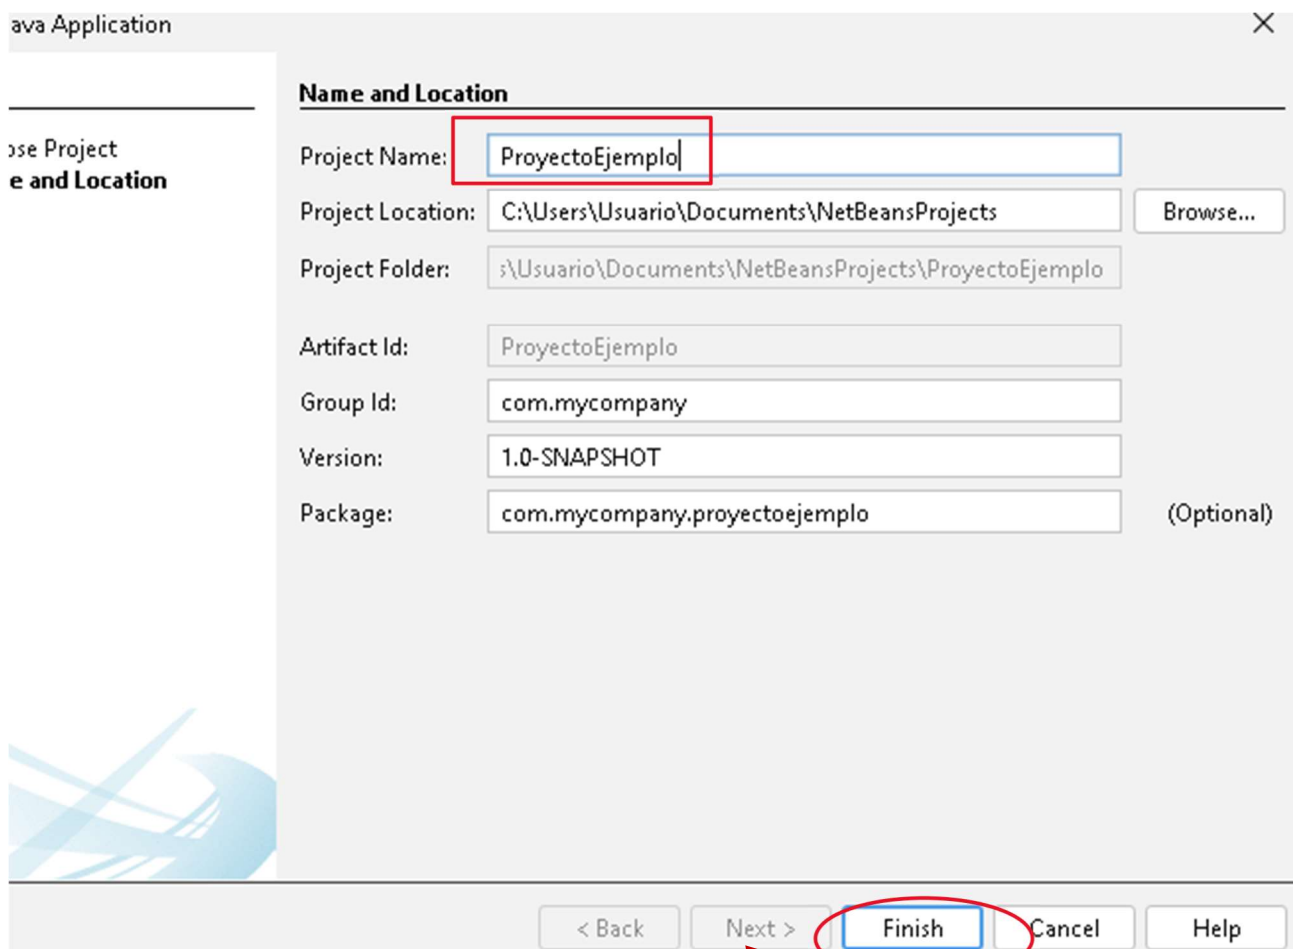 ava Application
Name and Location
ose Project
e and Location
Project Name: ProyectoEjemplo
Project Location: C:\Users\Usuario\Documents\NetBeansProjects Browse...
Project Folder: s\Usuario\Documents\NetBeansProjects\ProyectoEjemplo
Artifact Id: ProyectoEjemplo
Group Id: com.mycompany
Version: 1.0-SNAPSHOT
Package: com.mycompany.proyectoejemplo (Optional)
< Back Next > Finish Cancel Help